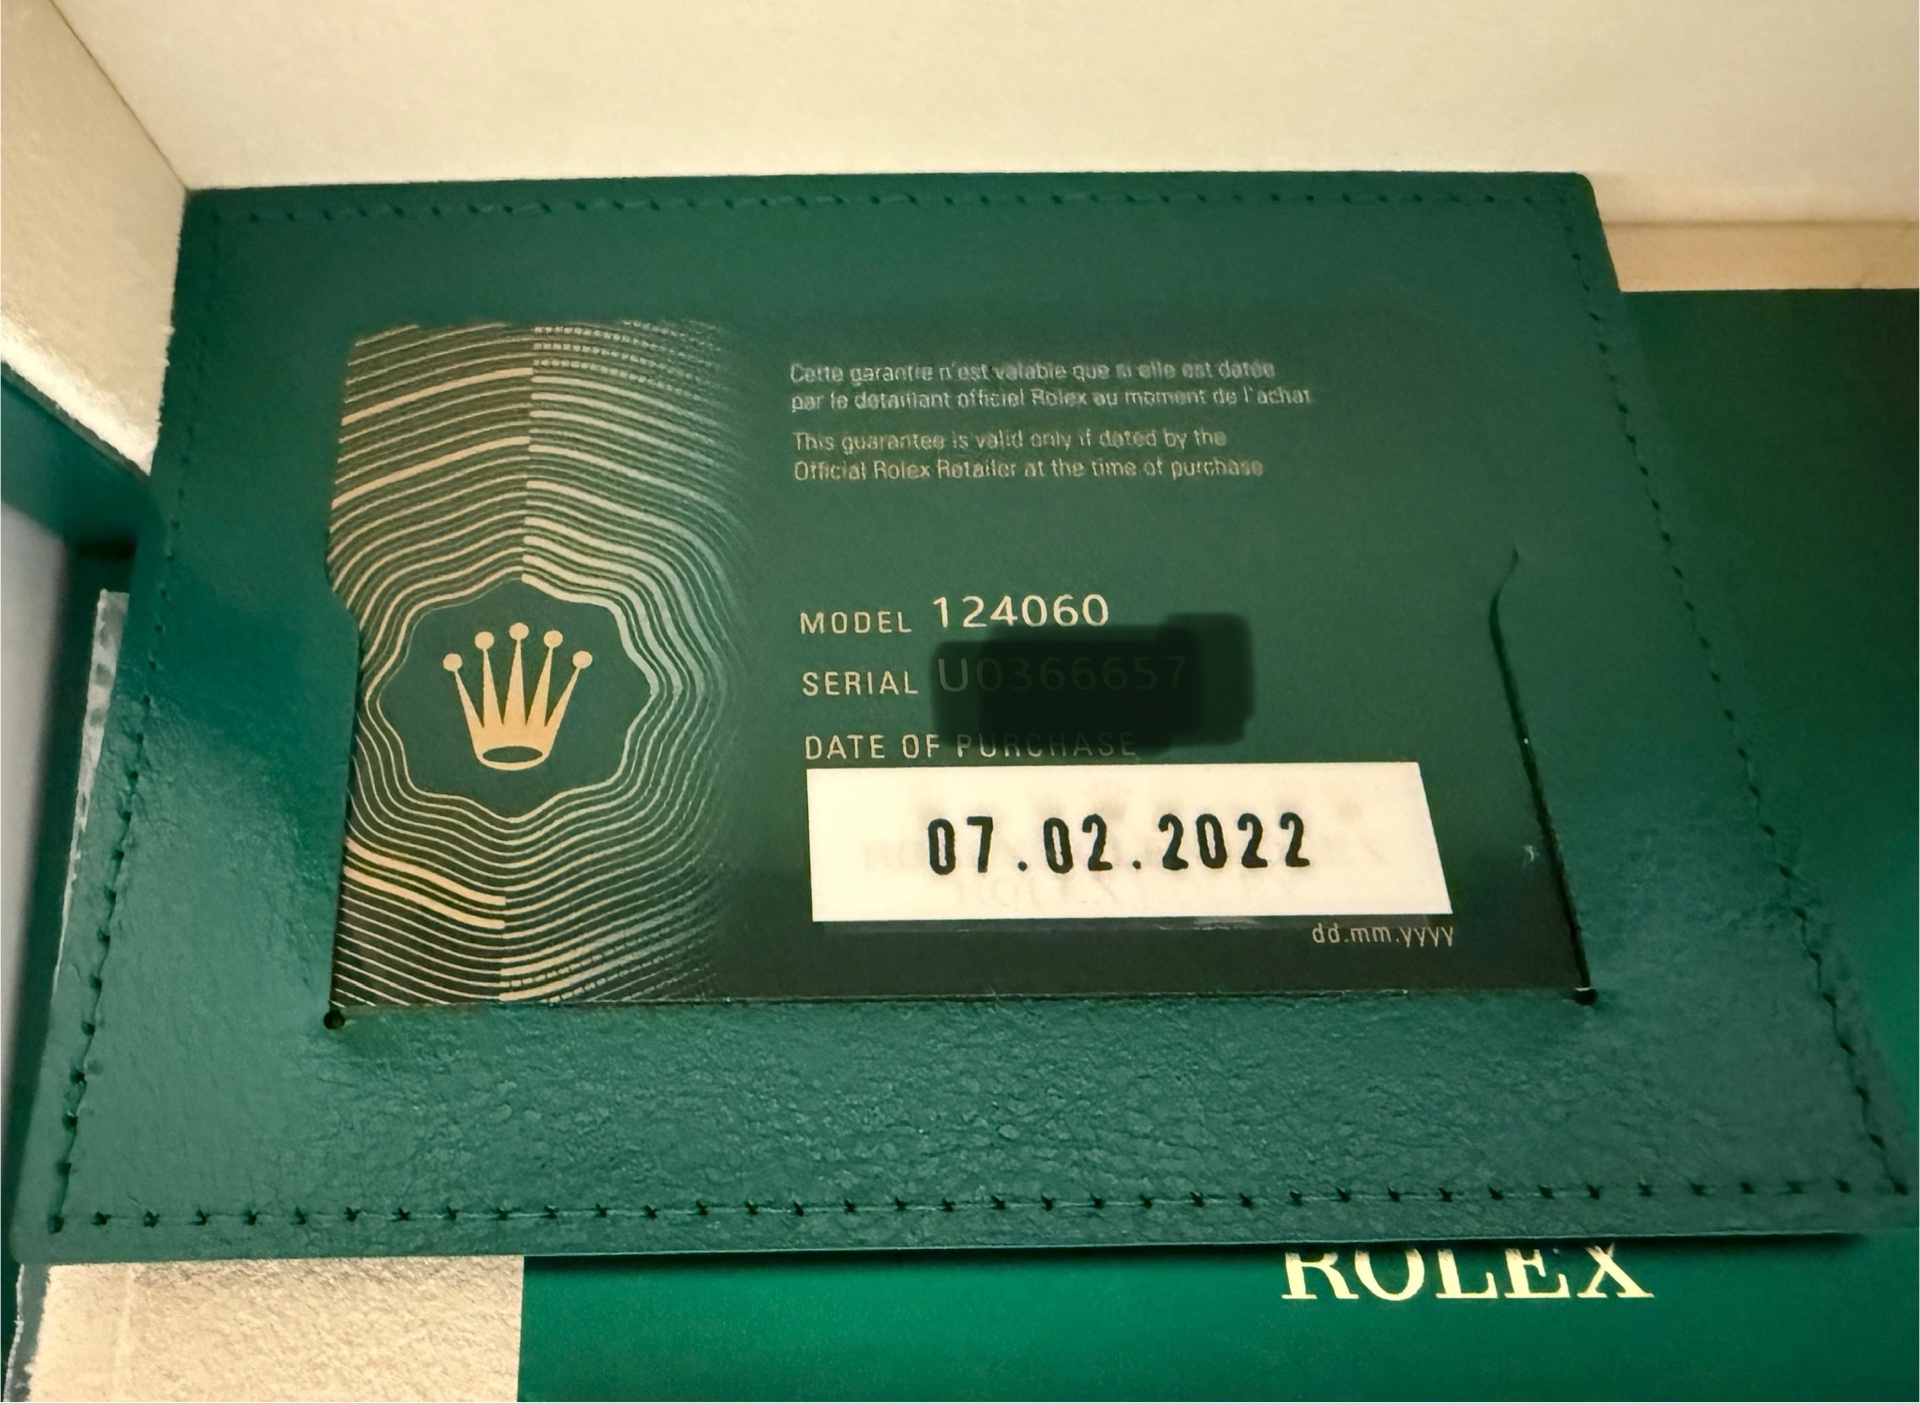 Cette garantie n'est valable que si elle est datée
par le détaillant officiel Rolex au moment de l'achat
This guarantee is valid only if dated by the
Official Rolex Retailer at the time of purchase
MODEL 124060
SERIAL
DATE OF PURCHASE
07.02.2022
dd.mm.yyyy
ROLEX